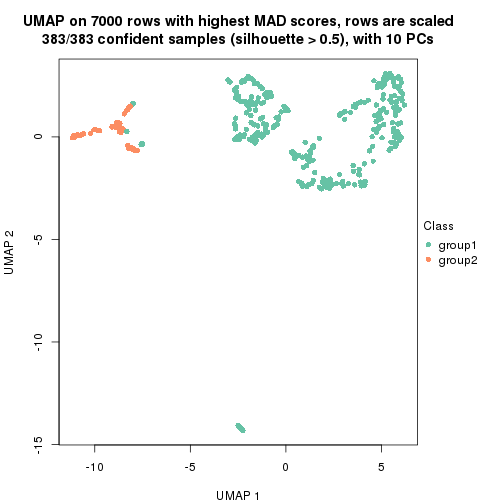 UMAP on 7000 rows with highest MAD scores, rows are scaled
383/383 confident samples (silhouette > 0.5), with 10 PCs
0
-5
-10
-15
UMAP 2
-10
-5
0
5
UMAP 1
Class
group1
group2